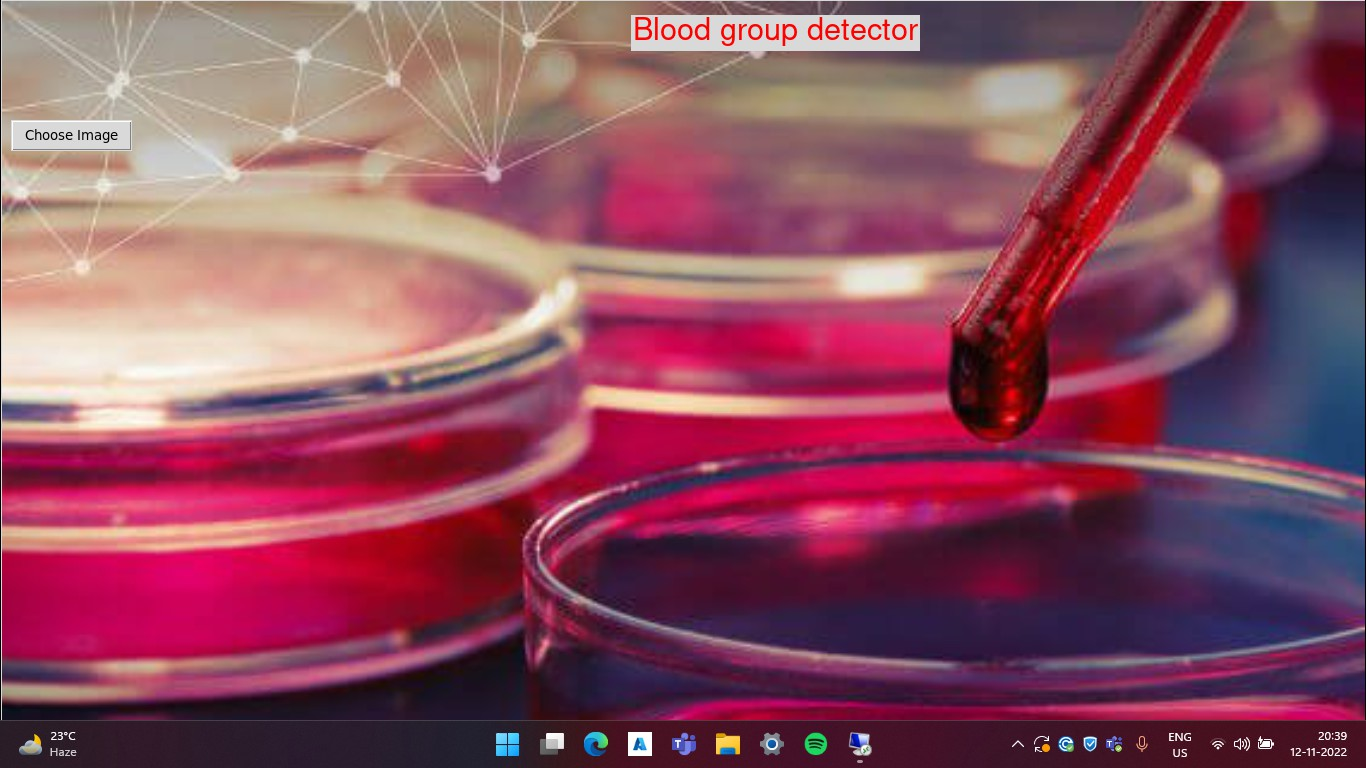 Blood group detector
Choose Image
23°C
Haze
ENG
US
20:39
12-11-2022